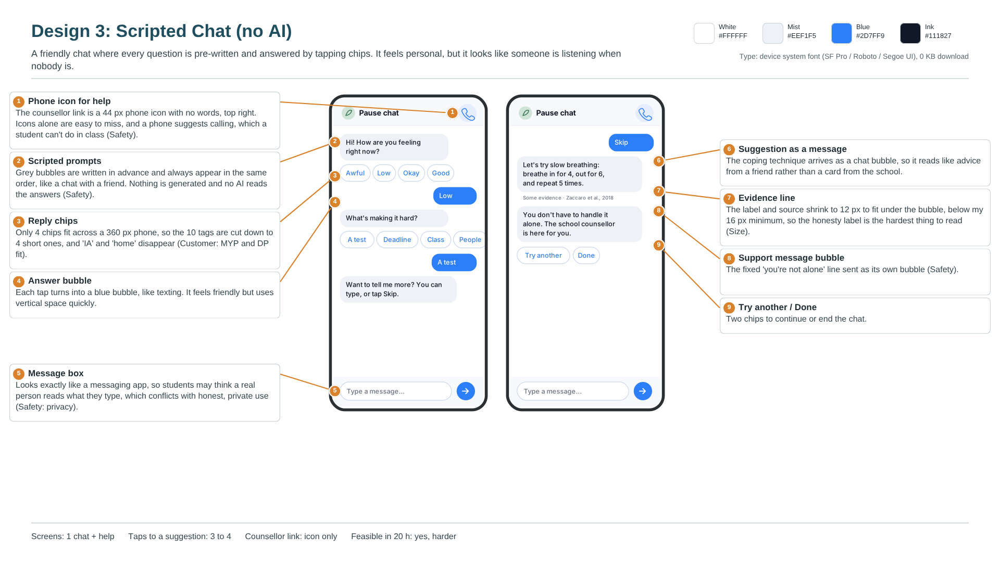 Design 3: Scripted Chat (no AI)
A friendly chat where every question is pre-written and answered by tapping chips. It feels personal, but it looks like someone is listening when
nobody is.
White
#FFFFFF
Mist
#EEF1F5
Blue
#2D7FF9
Ink
#111827
Type: device system font (SF Pro / Roboto / Segoe UI), 0 KB download
1 Phone icon for help
The counsellor link is a 44 px phone icon with no words, top right.
Icons alone are easy to miss, and a phone suggests calling, which a
student can't do in class (Safety).
2 Scripted prompts
Grey bubbles are written in advance and always appear in the same
order, like a chat with a friend. Nothing is generated and no AI reads
the answers (Safety).
3 Reply chips
Only 4 chips fit across a 360 px phone, so the 10 tags are cut down to
4 short ones, and 'IA' and 'home' disappear (Customer: MYP and DP
fit).
4 Answer bubble
Each tap turns into a blue bubble, like texting. It feels friendly but uses
vertical space quickly.
5 Message box
Looks exactly like a messaging app, so students may think a real
person reads what they type, which conflicts with honest, private use
(Safety: privacy).
Pause chat 1
2 Hi! How are you feeling
right now?
3 Awful Low Okay Good
Low
4
What's making it hard?
A test Deadline Class People
A test
Want to tell me more? You can
type, or tap Skip.
5 Type a message...
Pause chat
Skip
6
Let's try slow breathing:
breathe in for 4, out for 6,
and repeat 5 times.
7
Some evidence · Zaccaro et al., 2018
8
You don't have to handle it
alone. The school counsellor
is here for you.
9
Try another Done
Type a message...
6 Suggestion as a message
The coping technique arrives as a chat bubble, so it reads like advice
from a friend rather than a card from the school.
7 Evidence line
The label and source shrink to 12 px to fit under the bubble, below my
16 px minimum, so the honesty label is the hardest thing to read
(Size).
8 Support message bubble
The fixed 'you're not alone' line sent as its own bubble (Safety).
9 Try another / Done
Two chips to continue or end the chat.
Screens: 1 chat + help Taps to a suggestion: 3 to 4 Counsellor link: icon only Feasible in 20 h: yes, harder